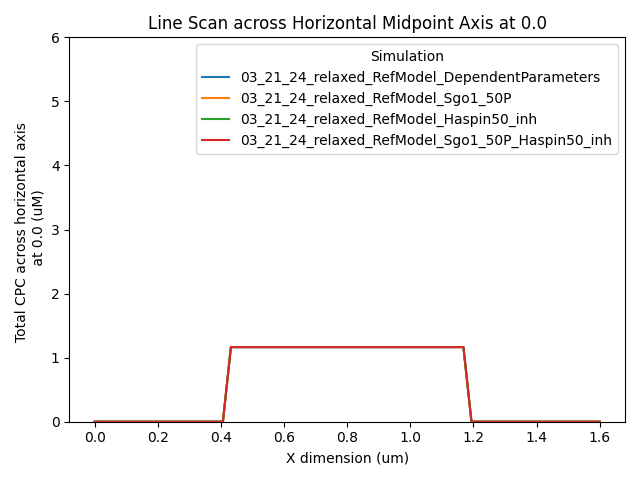 Line Scan across Horizontal Midpoint Axis at 0.0
Total CPC across horizontal axis
at 0.0 (uM)
6
5
4
3
2
1
0
Simulation
03_21_24_relaxed_RefModel_DependentParameters
03_21_24_relaxed_RefModel_Sgo1_50P
03_21_24_relaxed_RefModel_Haspin50_inh
03_21_24_relaxed_RefModel_Sgo1_50P_Haspin50_inh
0.0 0.2 0.4 0.6 0.8 1.0 1.2 1.4 1.6
X dimension (um)